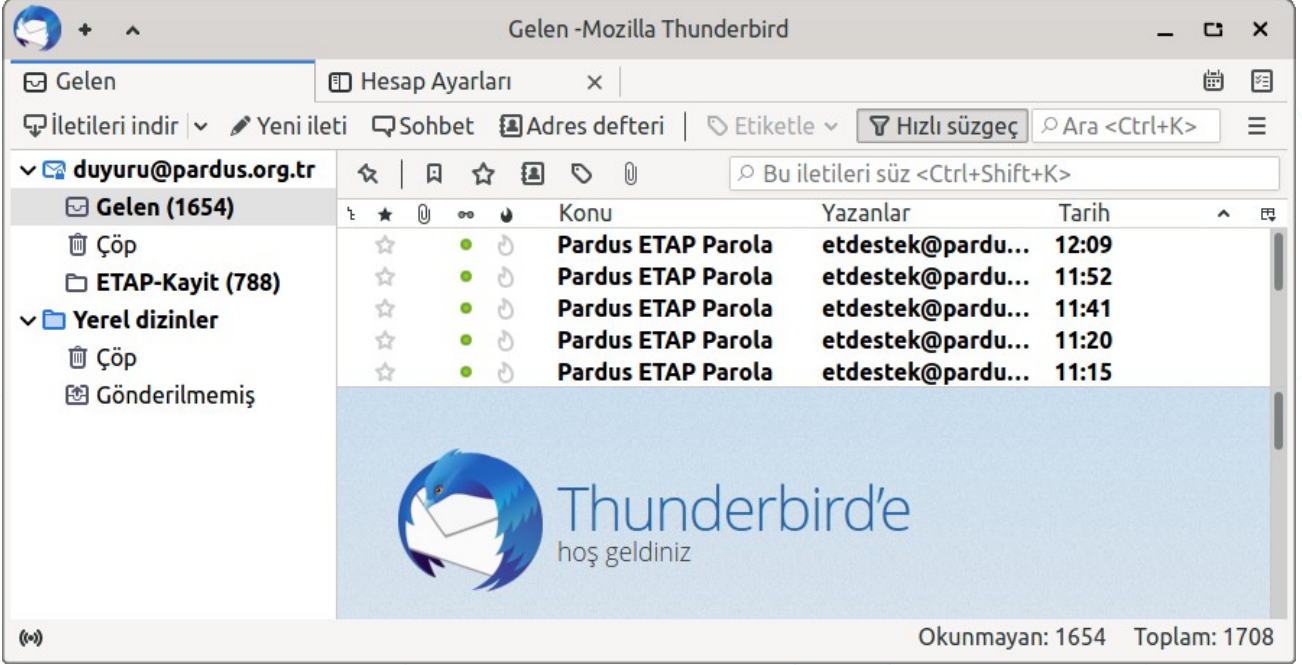 Gelen -Mozilla Thunderbird
Gelen
Hesap Ayarları
İletileri indir Yeni ileti Sohbet Adres defteri Etiketle Hızlı süzgeç Ara <Ctrl+K>
duyuru@pardus.org.tr
Bu iletileri süz <Ctrl+Shift+K>
Gelen (1654)
Çöp
ETAP-Kayit (788)
Yerel dizinler
Çöp
Gönderilmemiş
Konu Yazanlar Tarih
Pardus ETAP Parola etdestek@pardu... 12:09
Pardus ETAP Parola etdestek@pardu... 11:52
Pardus ETAP Parola etdestek@pardu... 11:41
Pardus ETAP Parola etdestek@pardu... 11:20
Pardus ETAP Parola etdestek@pardu... 11:15
Thunderbird'e
hoş geldiniz
Okunmayan: 1654 Toplam: 1708